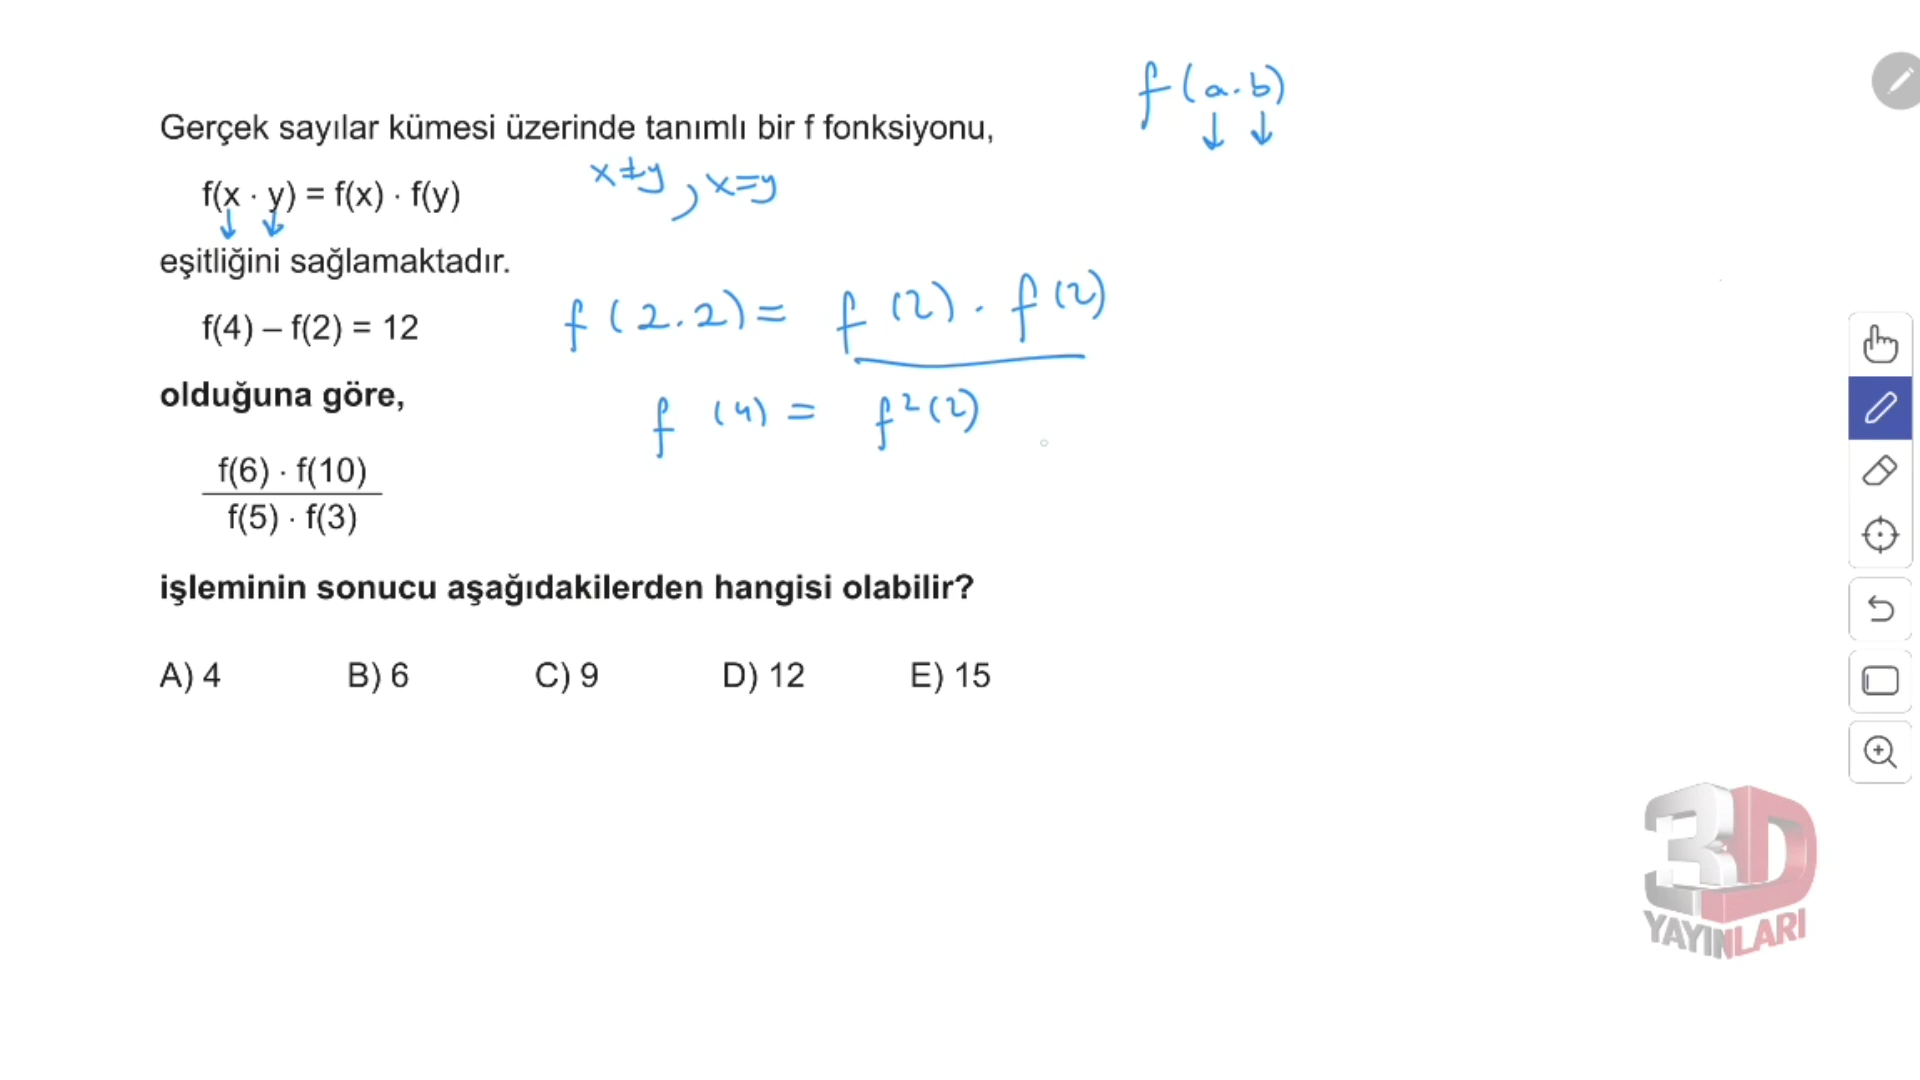 f(a.b)
Gerçek sayılar kümesi üzerinde tanımlı bir f fonksiyonu,
x≠y, x=y
f(x · y) = f(x) · f(y)
eşitliğini sağlamaktadır.
f(2.2) = f(2) . f(2)
f(4) – f(2) = 12
olduğuna göre,
f(4) = f²(2)
f(6) · f(10)
f(5) · f(3)
işleminin sonucu aşağıdakilerden hangisi olabilir?
A) 4 B) 6 C) 9 D) 12 E) 15
3D
YAYINLARI